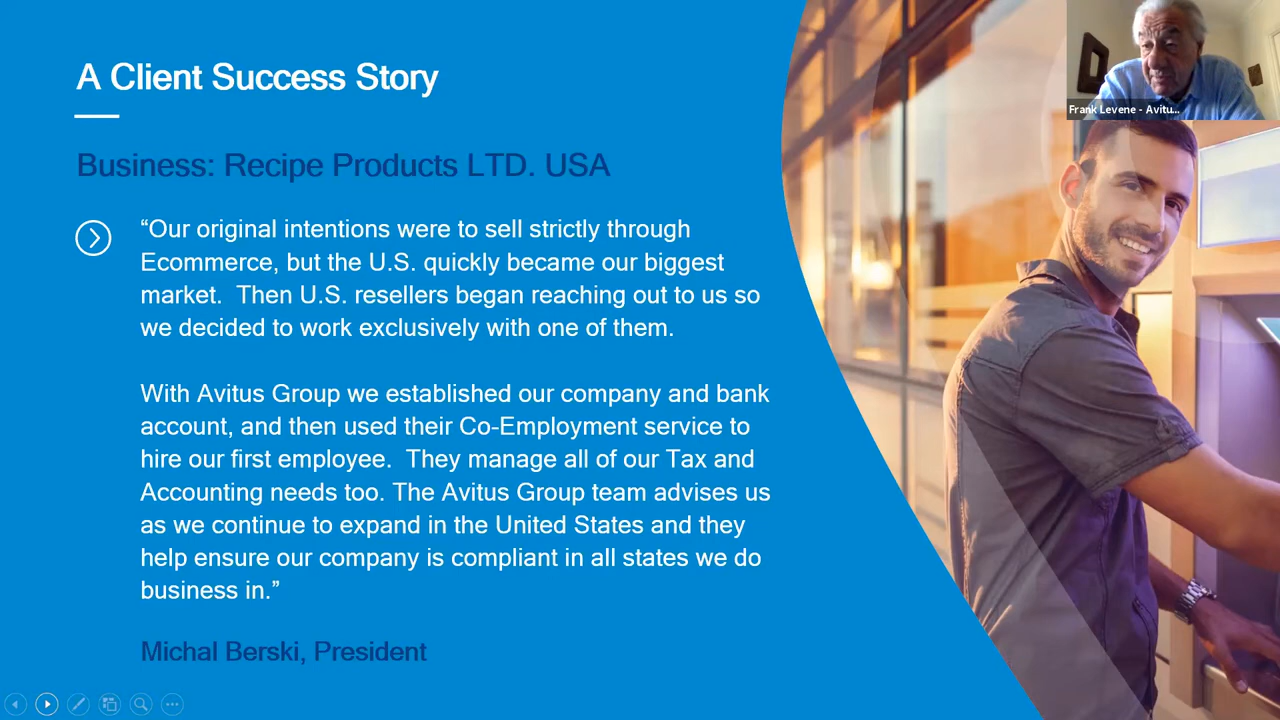 A Client Success Story
Frank Levene - Avitu...
Business: Recipe Products LTD. USA
“Our original intentions were to sell strictly through
Ecommerce, but the U.S. quickly became our biggest
market.  Then U.S. resellers began reaching out to us so
we decided to work exclusively with one of them.
With Avitus Group we established our company and bank
account, and then used their Co-Employment service to
hire our first employee.  They manage all of our Tax and
Accounting needs too. The Avitus Group team advises us
as we continue to expand in the United States and they
help ensure our company is compliant in all states we do
business in.”
Michal Berski, President